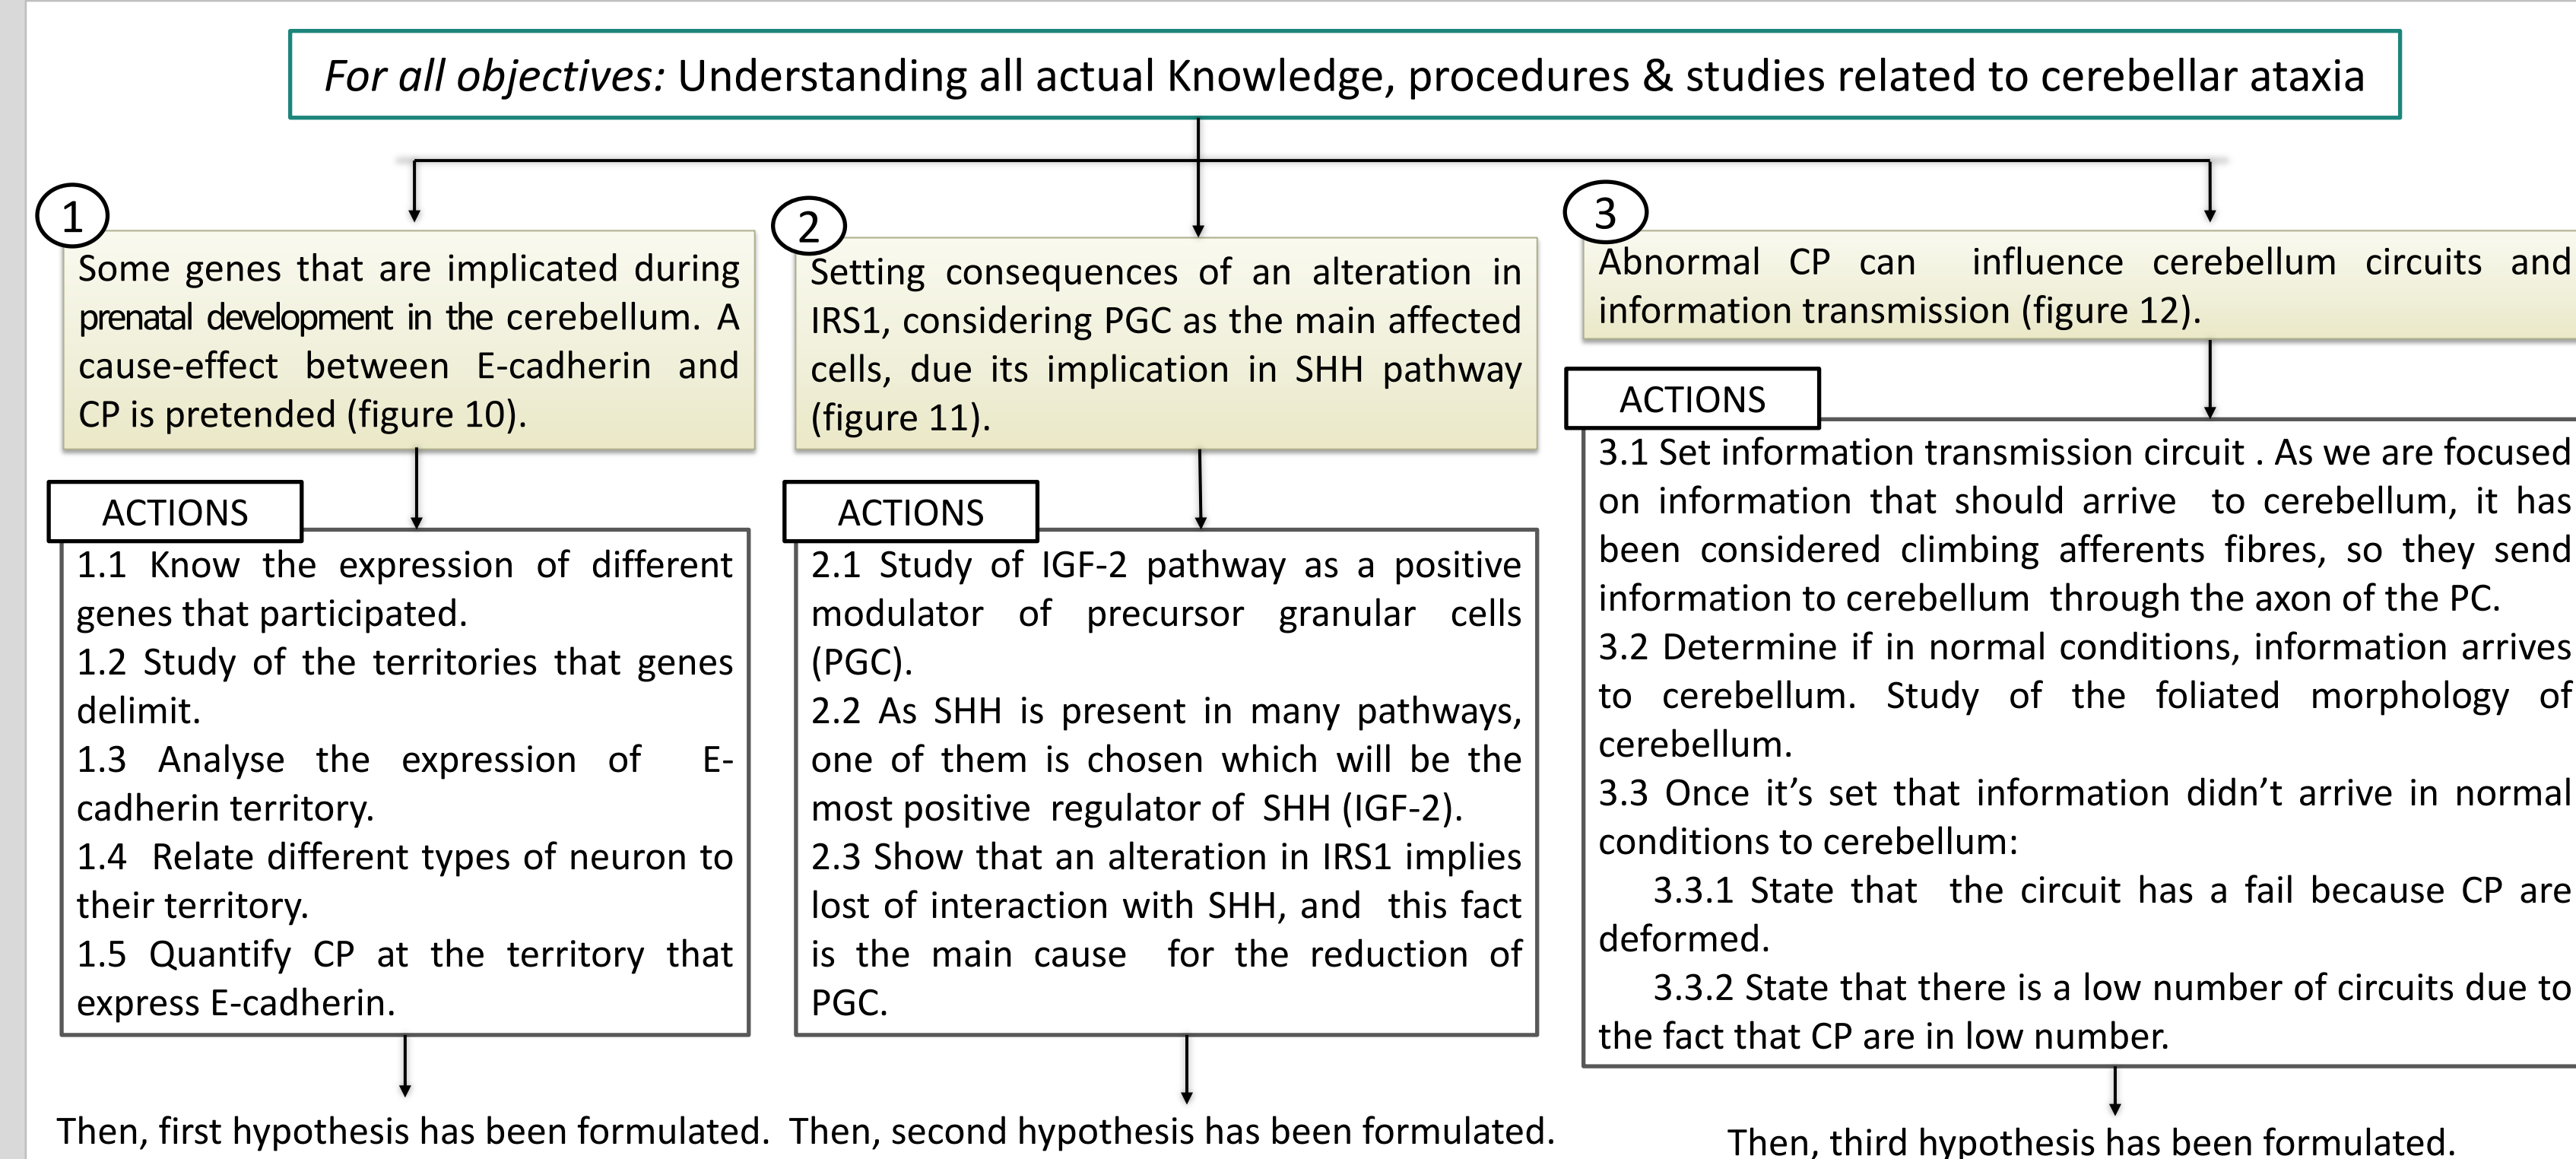 For all objectives: Understanding all actual Knowledge, procedures & studies related to cerebellar ataxia
1
Some genes that are implicated during
prenatal development in the cerebellum. A
cause-effect between E-cadherin and
CP is pretended (figure 10).
ACTIONS
1.1 Know the expression of different
genes that participated.
1.2 Study of the territories that genes
delimit.
1.3 Analyse the expression of E-
cadherin territory.
1.4 Relate different types of neuron to
their territory.
1.5 Quantify CP at the territory that
express E-cadherin.
Then, first hypothesis has been formulated.
2
Setting consequences of an alteration in
IRS1, considering PGC as the main affected
cells, due its implication in SHH pathway
(figure 11).
ACTIONS
2.1 Study of IGF-2 pathway as a positive
modulator of precursor granular cells
(PGC).
2.2 As SHH is present in many pathways,
one of them is chosen which will be the
most positive regulator of SHH (IGF-2).
2.3 Show that an alteration in IRS1 implies
lost of interaction with SHH, and this fact
is the main cause for the reduction of
PGC.
Then, second hypothesis has been formulated.
3
Abnormal CP can influence cerebellum circuits and
information transmission (figure 12).
ACTIONS
3.1 Set information transmission circuit . As we are focused
on information that should arrive to cerebellum, it has
been considered climbing afferents fibres, so they send
information to cerebellum through the axon of the PC.
3.2 Determine if in normal conditions, information arrives
to cerebellum. Study of the foliated morphology of
cerebellum.
3.3 Once it’s set that information didn’t arrive in normal
conditions to cerebellum:
3.3.1 State that the circuit has a fail because CP are
deformed.
3.3.2 State that there is a low number of circuits due to
the fact that CP are in low number.
Then, third hypothesis has been formulated.